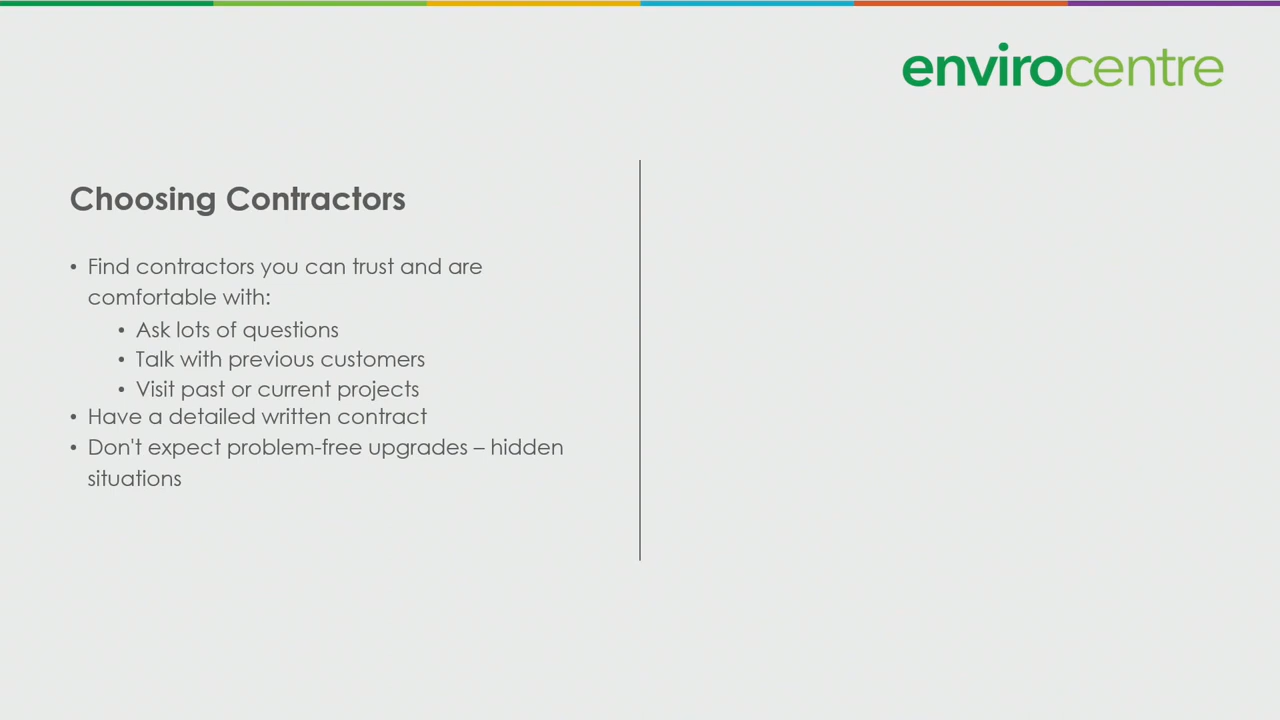 envirocentre
Choosing Contractors
• Find contractors you can trust and are
comfortable with:
• Ask lots of questions
• Talk with previous customers
• Visit past or current projects
• Have a detailed written contract
• Don't expect problem-free upgrades – hidden
situations